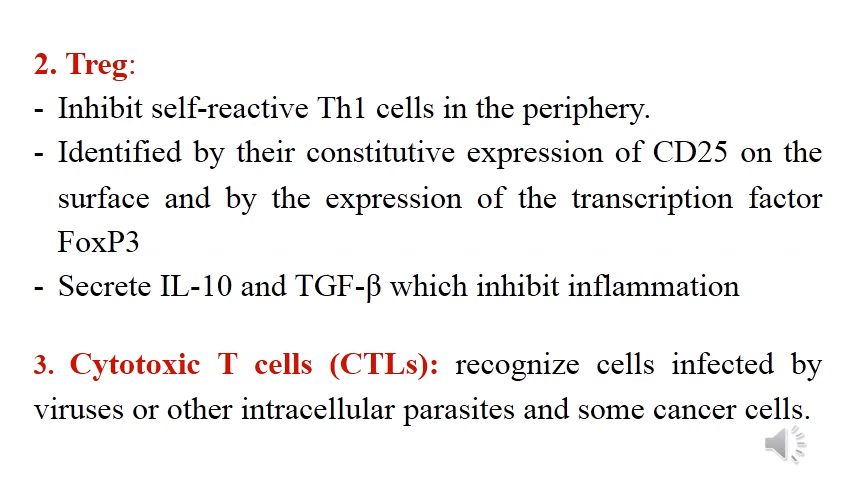 2. Treg:
- Inhibit self-reactive Th1 cells in the periphery.
- Identified by their constitutive expression of CD25 on the
surface and by the expression of the transcription factor
FoxP3
- Secrete IL-10 and TGF-β which inhibit inflammation
3. Cytotoxic T cells (CTLs): recognize cells infected by
viruses or other intracellular parasites and some cancer cells.